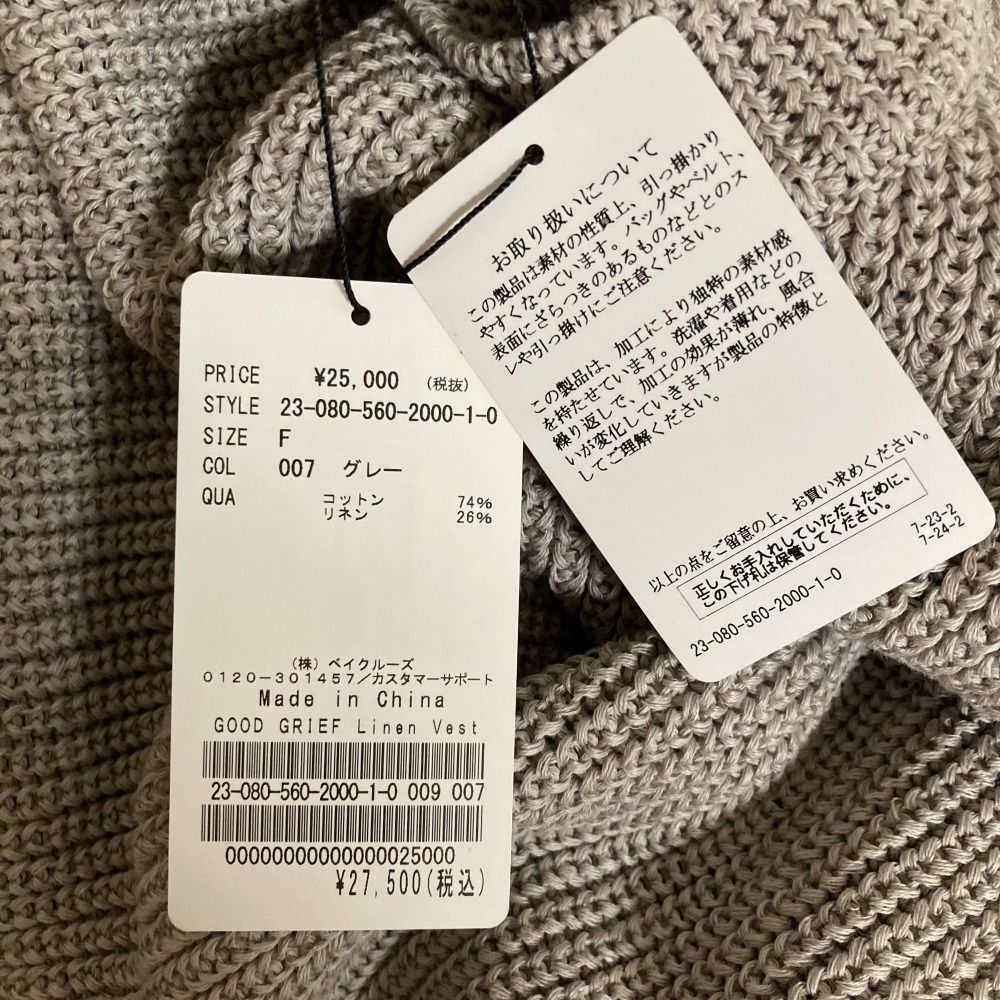 PRICE ¥25,000 (税抜)
STYLE 23-080-560-2000-1-0
SIZE F
COL 007 グレー
QUA コットン 74%
リネン 26%
(株) ベイクルーズ
0120-301457/カスタマーサポート
Made in China
GOOD GRIEF Linen Vest
23-080-560-2000-1-0 009 007
00000000000000025000
¥27,500(税込)
お取り扱いについて
この製品は素材の性質上、引っ掛かり
やすくなっています。バッグやベルト、
表面にざらつきのあるものなどとのス
レや引っ掛けにご注意ください。
この製品は、加工により独特の素材感
を持たせています。洗濯や着用などの
繰り返しで、加工の効果が薄れ、風合
いが変化していきますが製品の特徴と
してご理解ください。
以上の点をご留意の上、お買い求めください。
正しくお手入れしていただくために、
この下げ札は保管してください。
7-23-2
7-24-2
23-080-560-2000-1-0